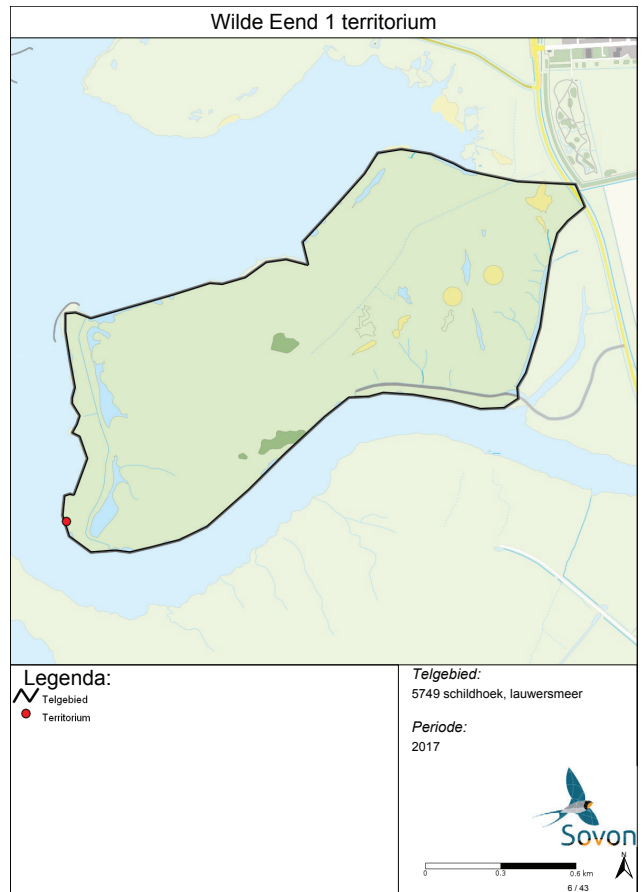 Wilde Eend 1 territorium
Legenda:
Telgebied
Territorium
Telgebied:
5749 schildhoek, lauwersmeer
Periode:
2017
Sovon
N
0 0.3 0.6 km
6 / 43